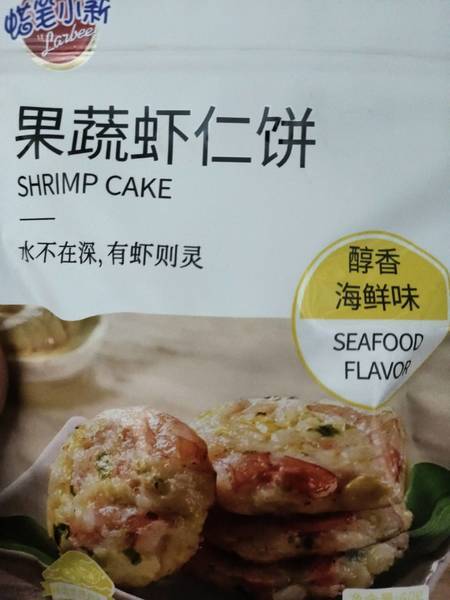 蜡笔小新
Larbee
果蔬虾仁饼
SHRIMP CAKE
水不在深,有虾则灵
醇香
海鲜味
SEAFOOD
FLAVOR